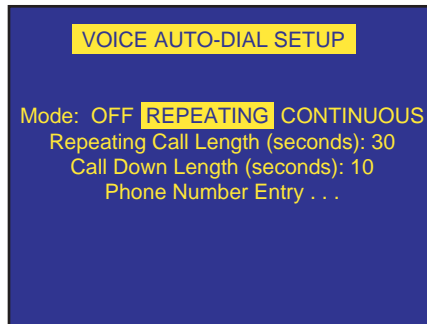 VOICE AUTO-DIAL SETUP
Mode: OFF REPEATING CONTINUOUS
Repeating Call Length (seconds): 30
Call Down Length (seconds): 10
Phone Number Entry . . .